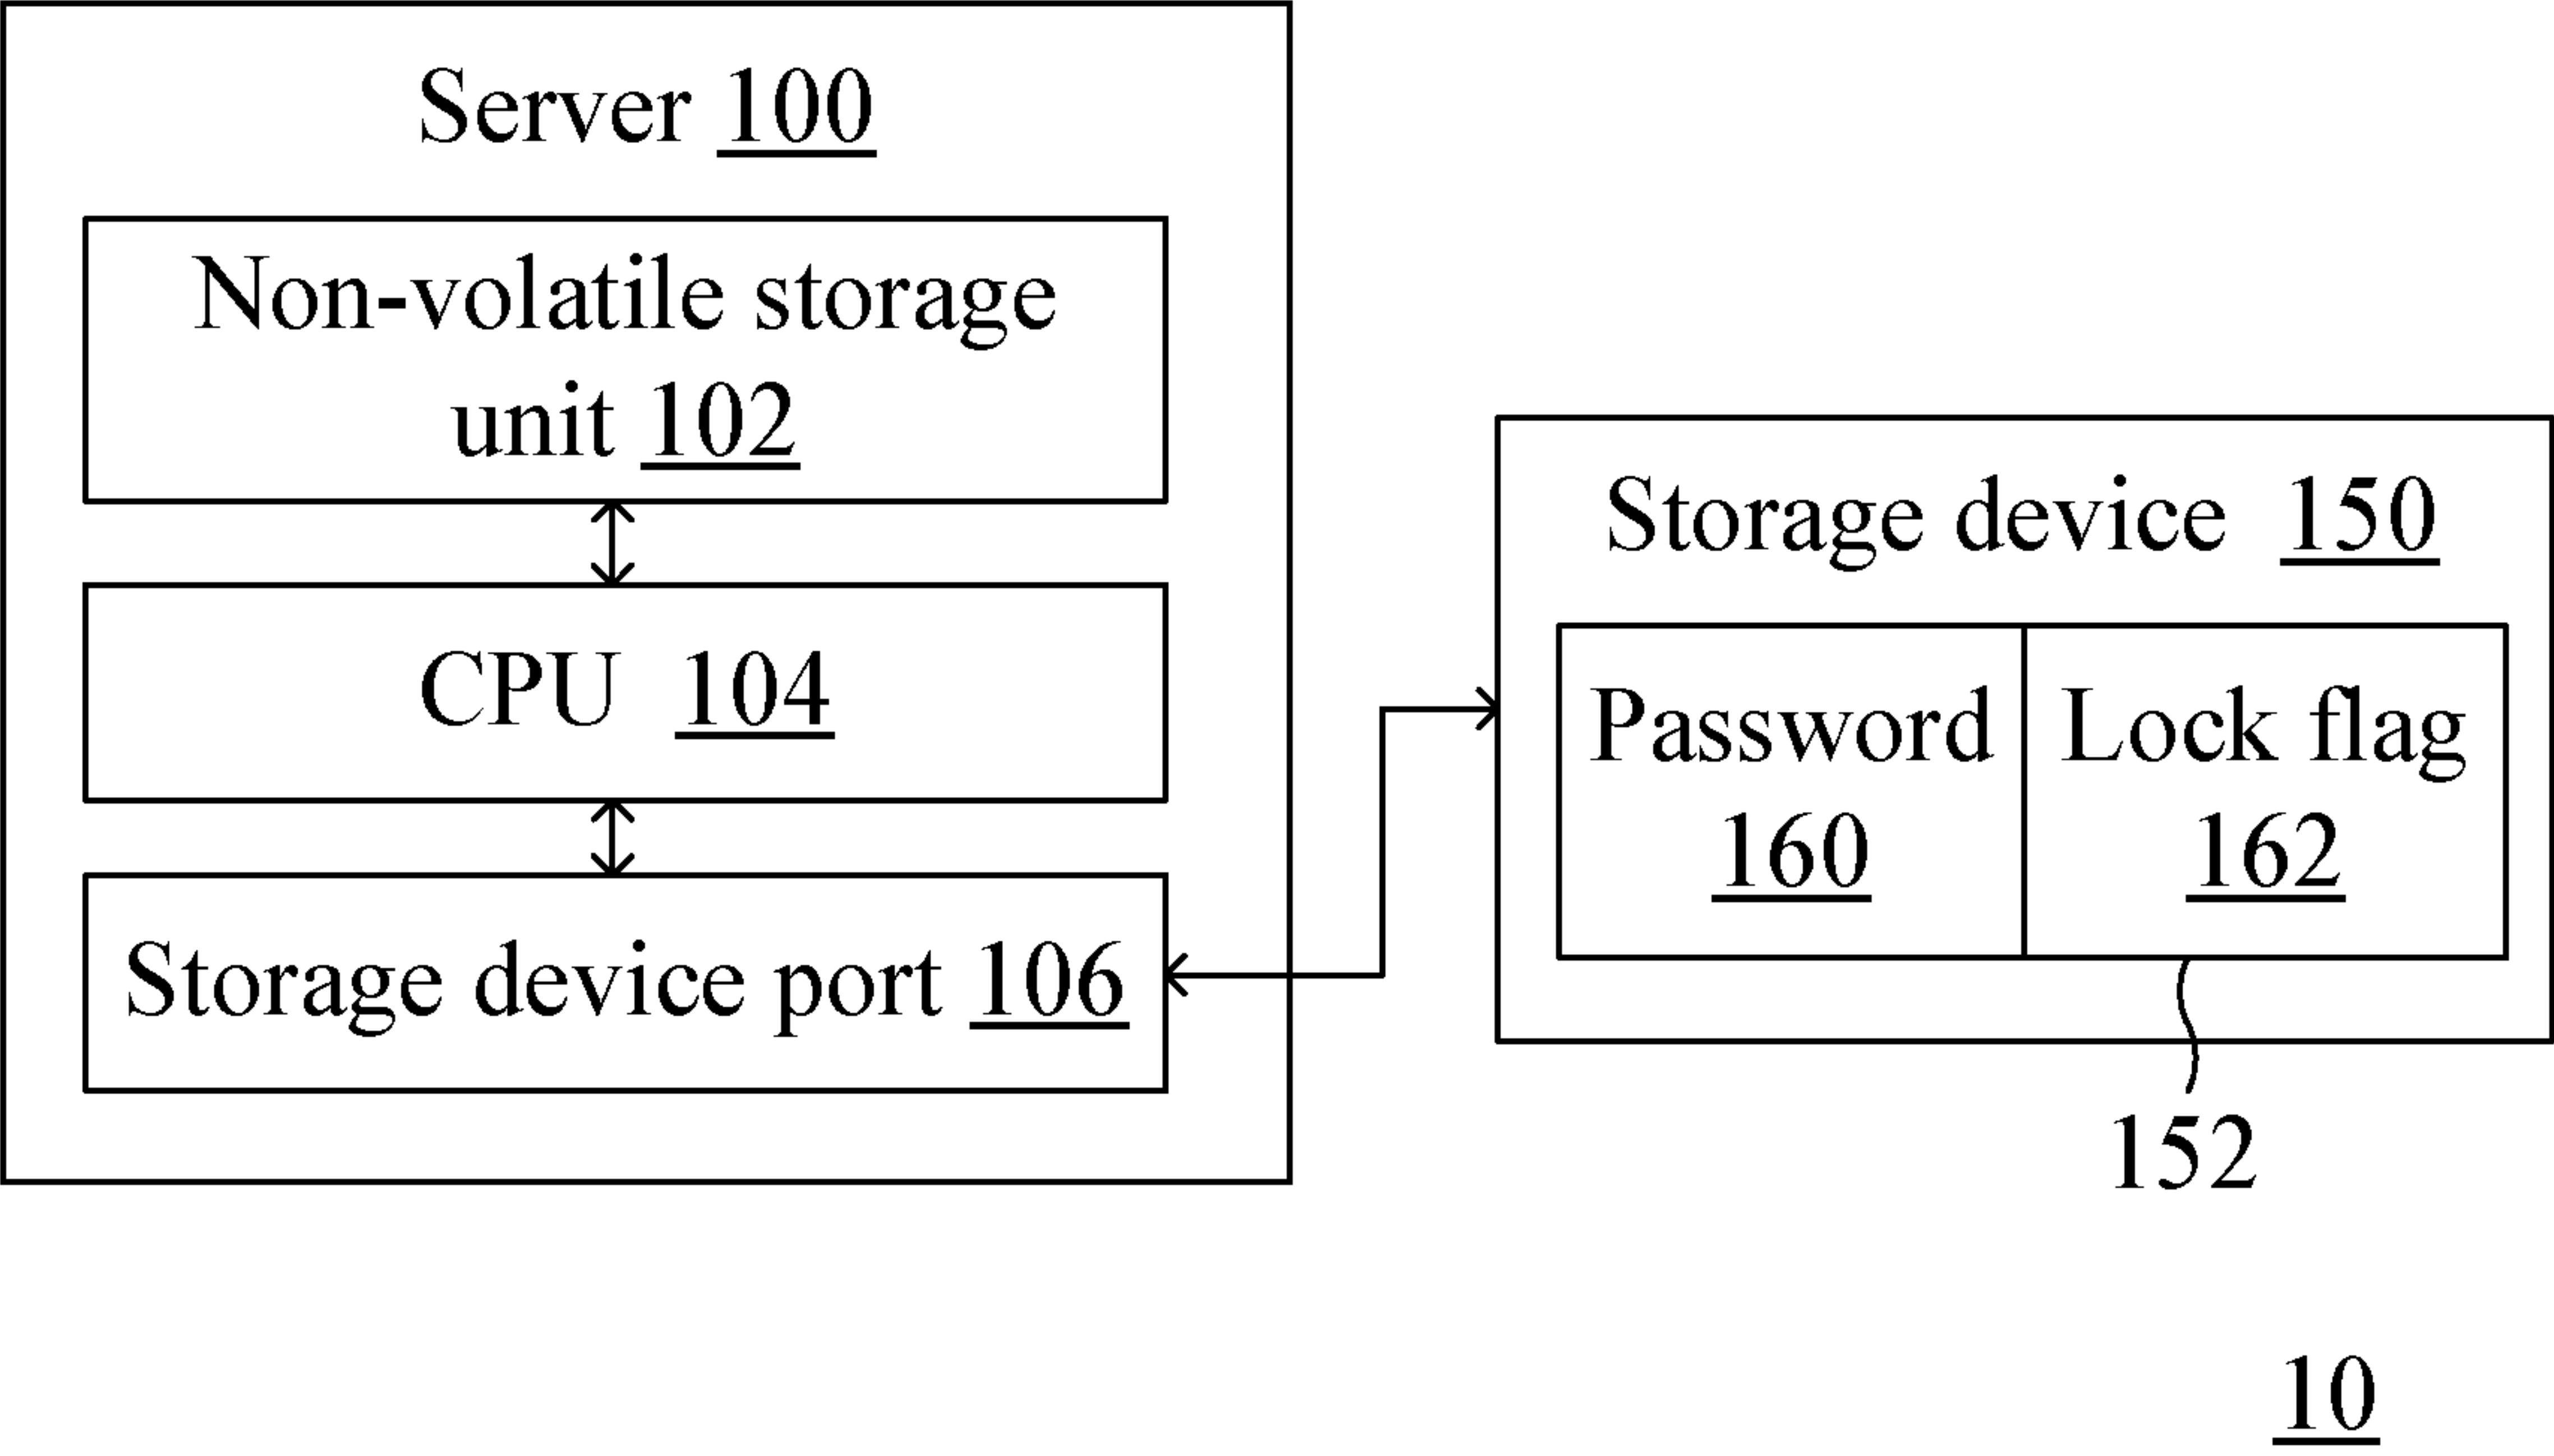 Server 100
Non-volatile storage
unit 102
CPU 104
Storage device port 106
Storage device 150
Password
160
Lock flag
162
152
10